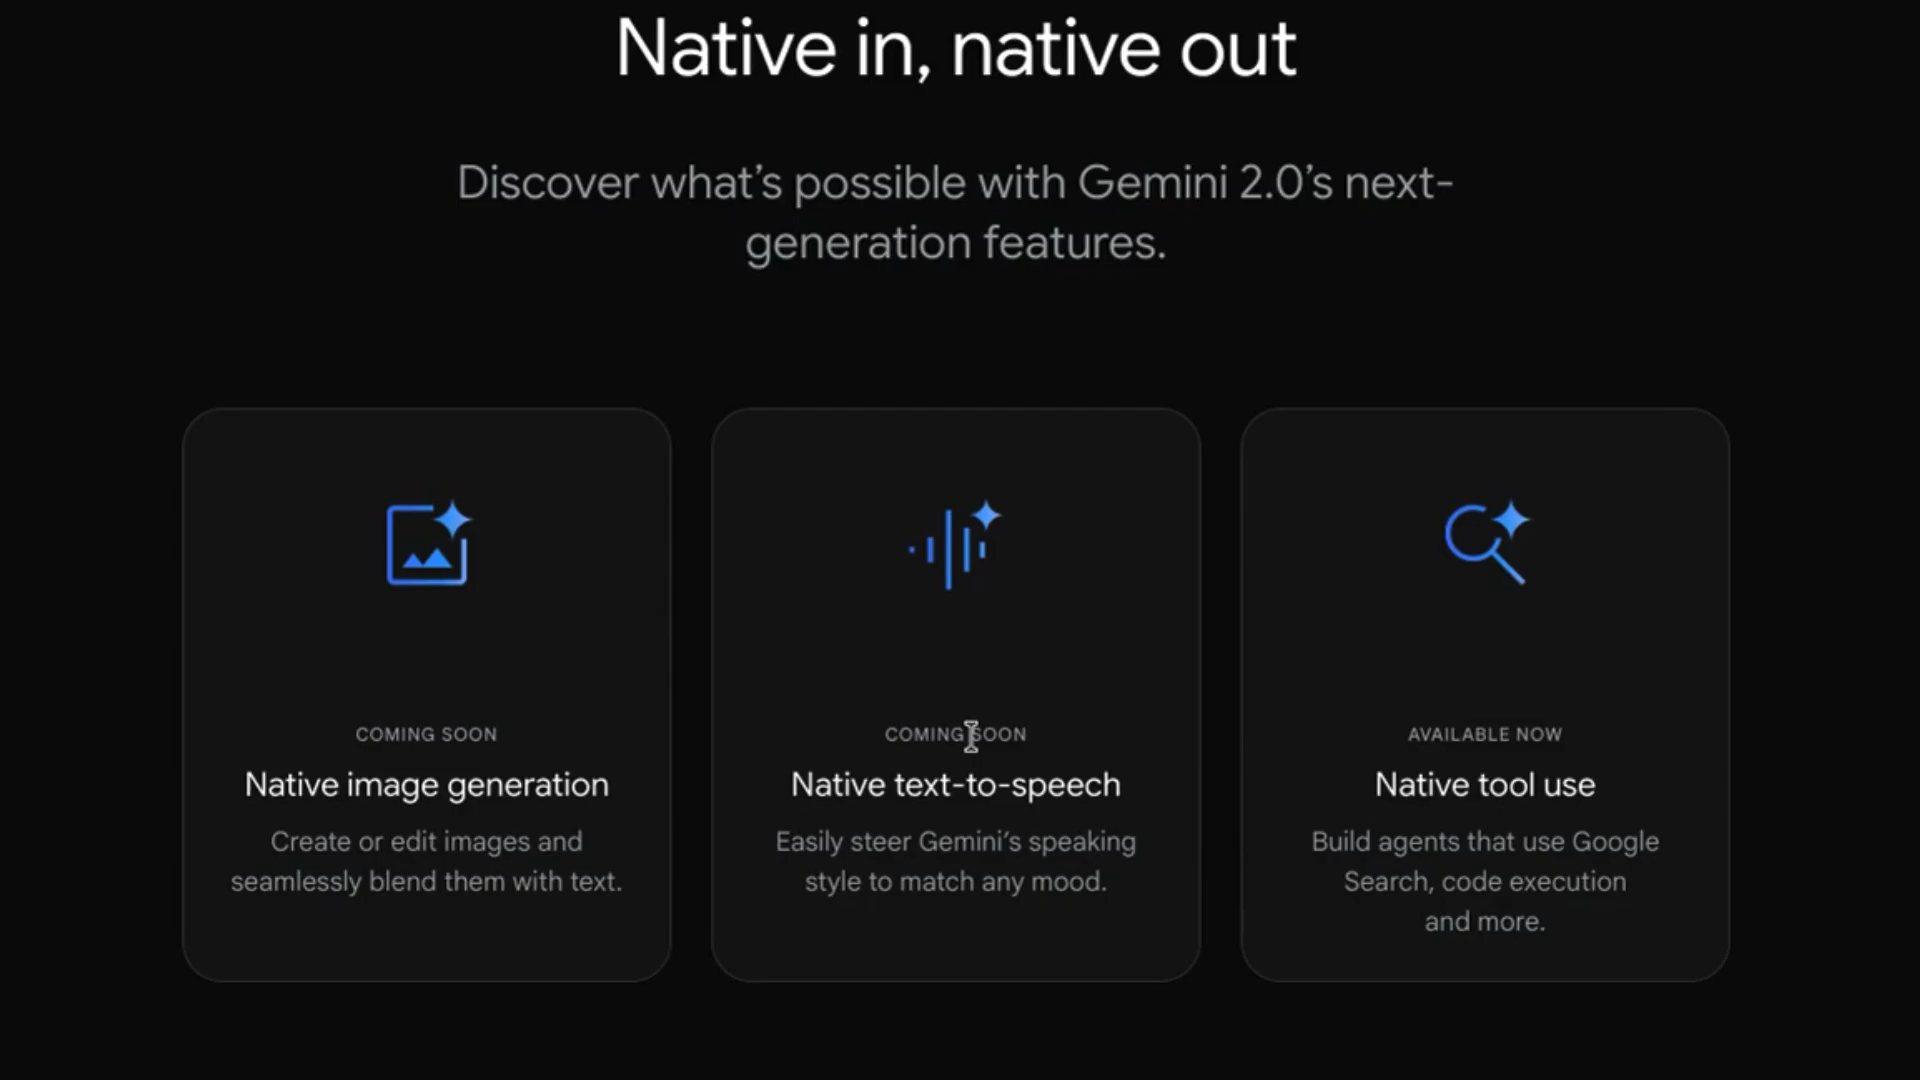 Native in, native out
Discover what’s possible with Gemini 2.0’s next-
generation features.
COMING SOON
Native image generation
Create or edit images and
seamlessly blend them with text.
COMING SOON
Native text-to-speech
Easily steer Gemini’s speaking
style to match any mood.
AVAILABLE NOW
Native tool use
Build agents that use Google
Search, code execution
and more.